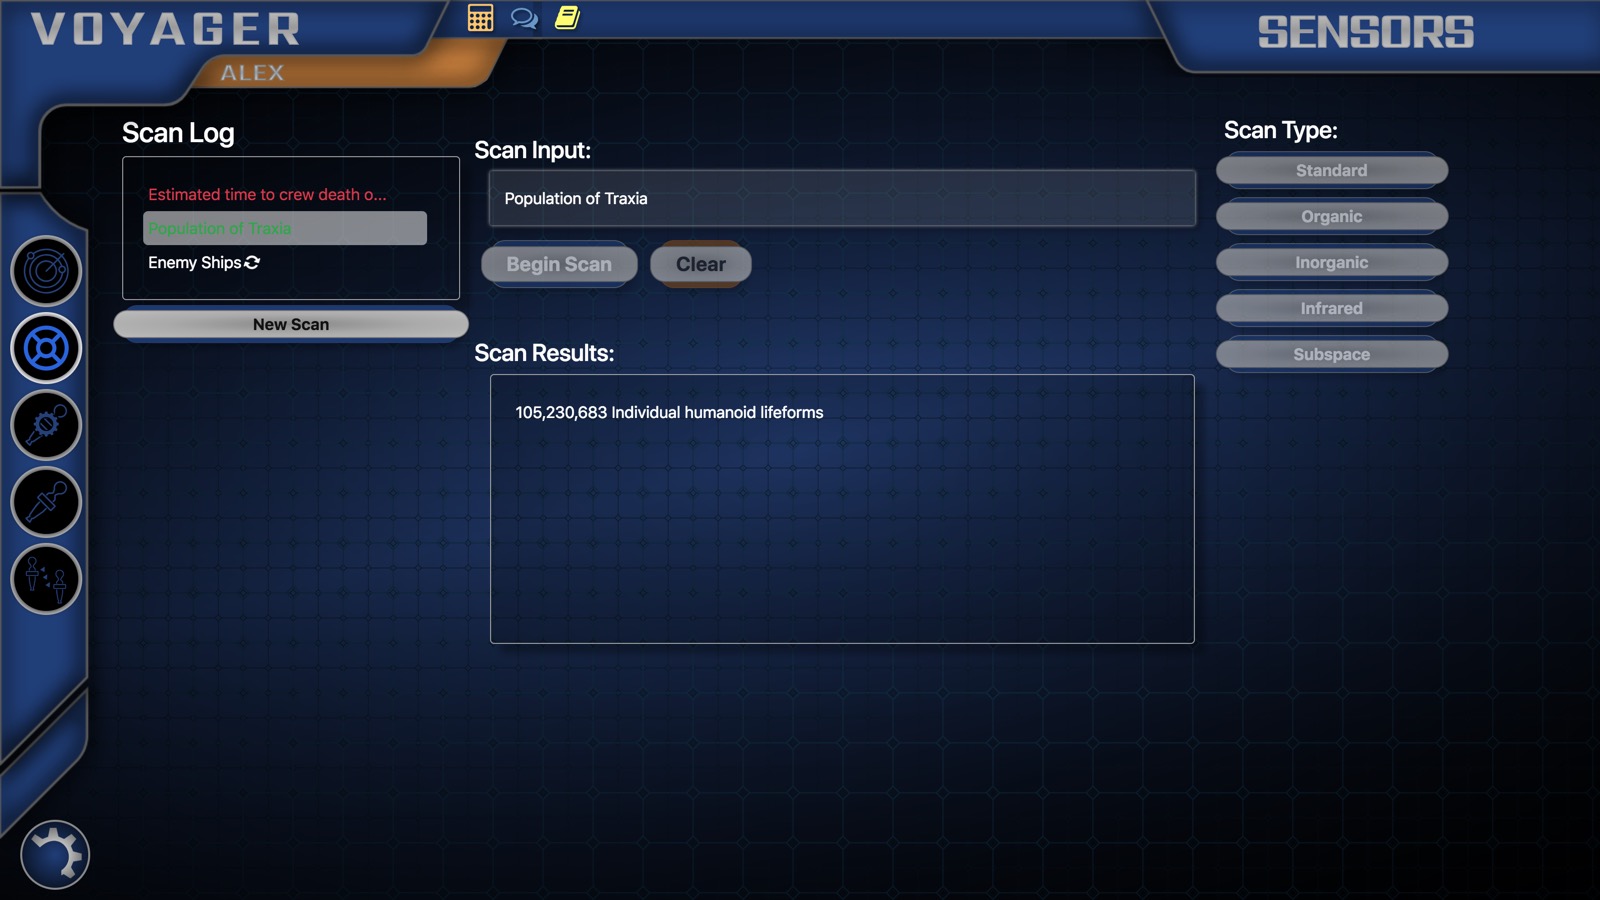 VOYAGER
ALEX
SENSORS
Scan Log
Estimated time to crew death o...
Population of Traxia
Enemy Ships
New Scan
Scan Input:
Population of Traxia
Begin Scan
Clear
Scan Results:
105,230,683 Individual humanoid lifeforms
Scan Type:
Standard
Organic
Inorganic
Infrared
Subspace